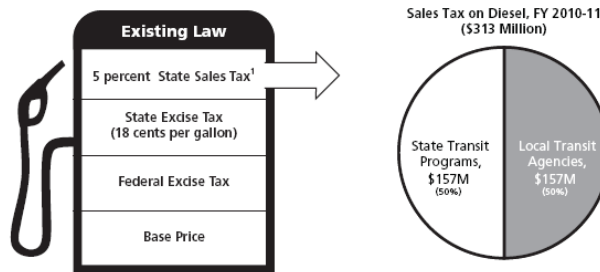 Existing Law
5 percent State Sales Tax¹
State Excise Tax
(18 cents per gallon)
Federal Excise Tax
Base Price
Sales Tax on Diesel, FY 2010-11
($313 Million)
State Transit
Programs,
$157M
(50%)
Local Transit
Agencies,
$157M
(50%)